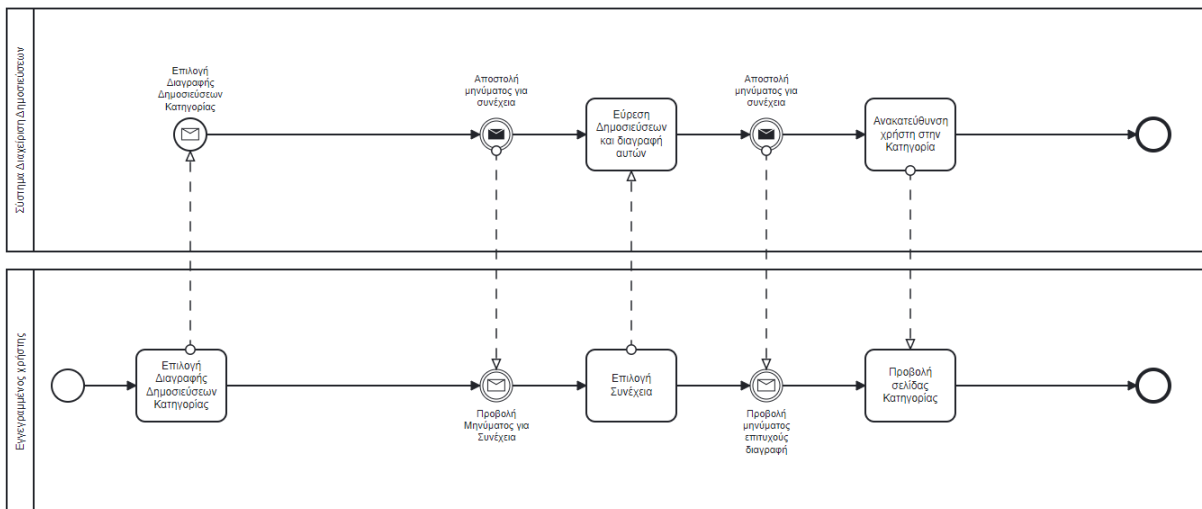 Σύστημα Διαχείριση Δημοσιεύσεων
Επιλογή
Διαγραφής
Δημοσιεύσεων
Κατηγορίας
Αποστολή
μηνύματος για
συνέχεια
Εύρεση
Δημοσιεύσεων
και διαγραφή
αυτών
Αποστολή
μηνύματος για
συνέχεια
Ανακατεύθυνση
χρήστη στην
Κατηγορία
Εγγεγραμμένος χρήστης
Επιλογή
Διαγραφής
Δημοσιεύσεων
Κατηγορίας
Προβολή
Μηνύματος για
Συνέχεια
Επιλογή
Συνέχεια
Προβολή
μηνύματος
επιτυχούς
διαγραφή
Προβολή
σελίδας
Κατηγορίας